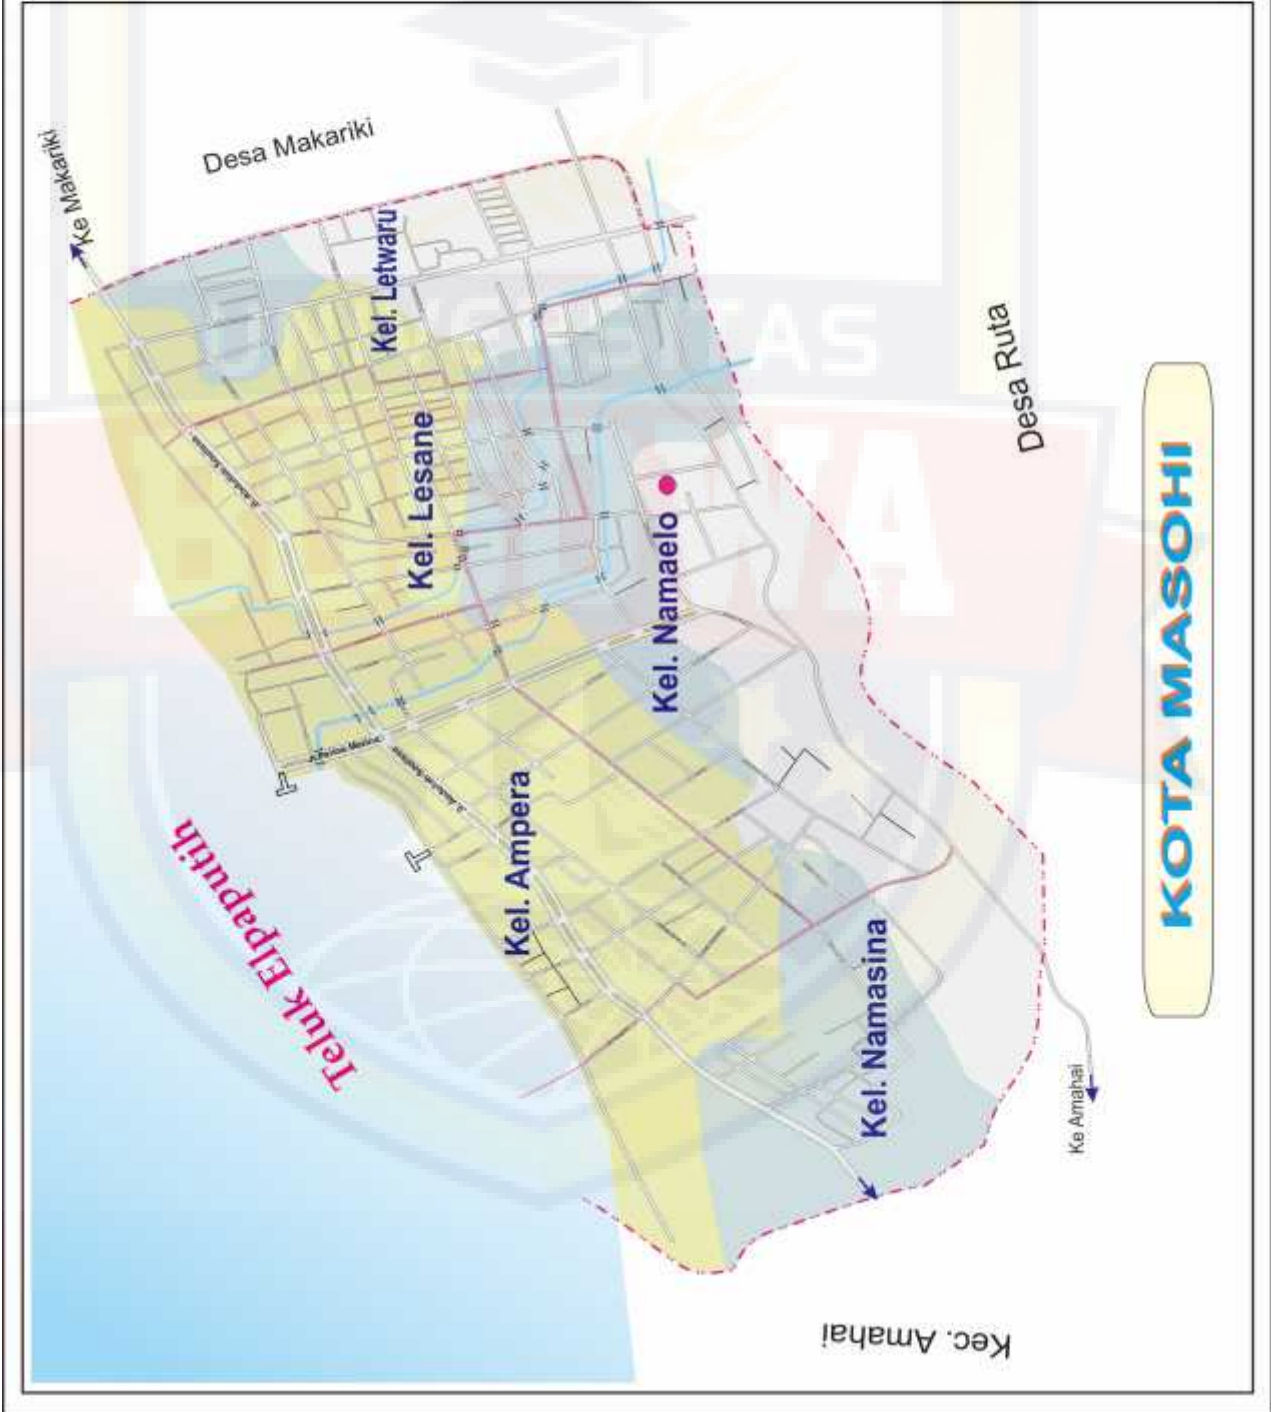 KOTA MASOHI
Desa Makariki
Ke Makariki
Kel. Letwaru
Kel. Lesane
Desa Ruta
Kel. Namaelo
Kel. Ampera
Teluk Elpaputih
Kel. Namasina
Ke Amahai
Kec. Amahai